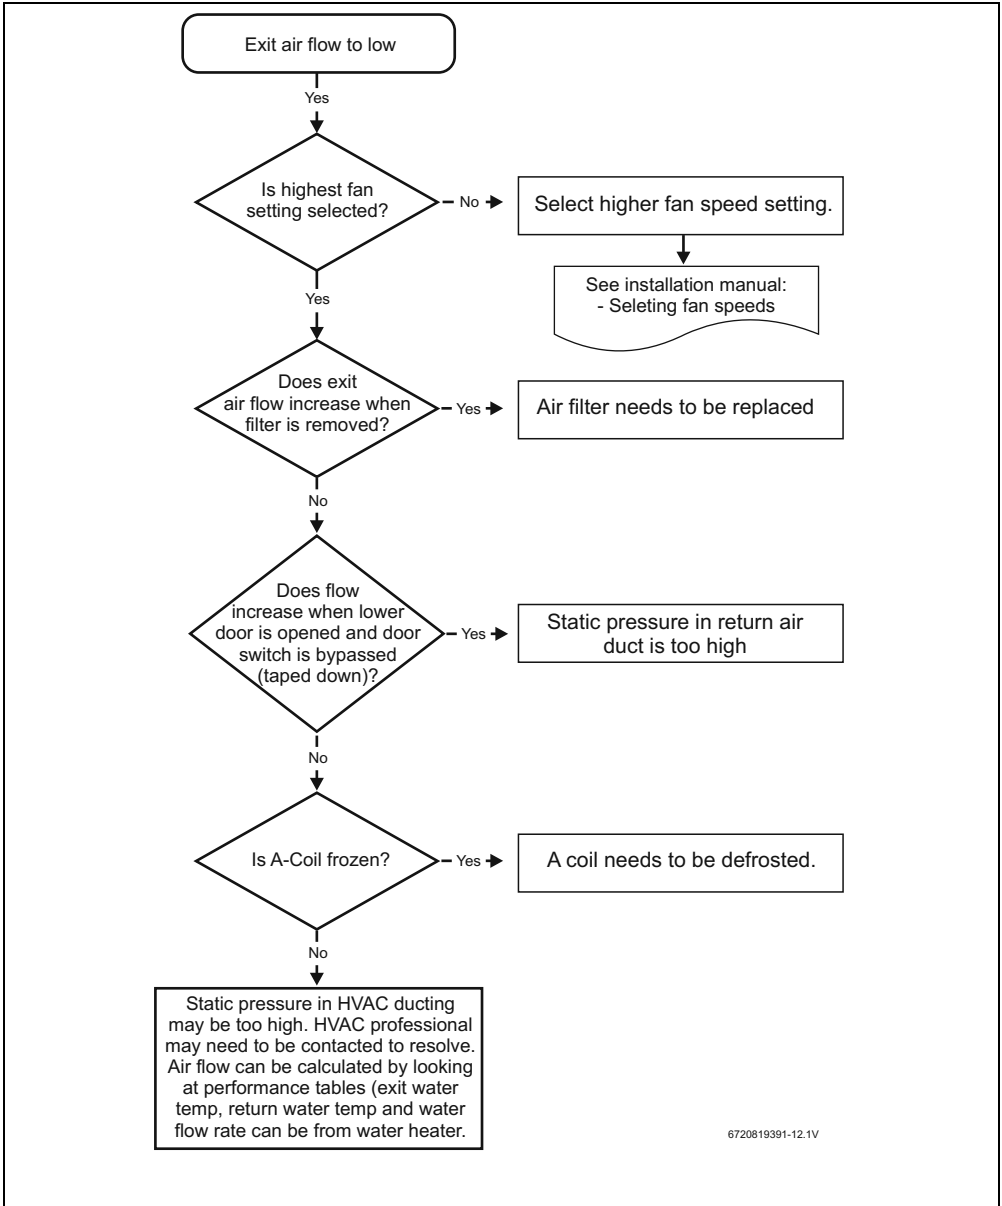 Exit air flow to low
Yes
Is highest fan
setting selected?
No
Select higher fan speed setting.
See installation manual:
- Seleting fan speeds
Yes
Does exit
air flow increase when
filter is removed?
Yes
Air filter needs to be replaced
No
Does flow
increase when lower
door is opened and door
switch is bypassed
(taped down)?
Yes
Static pressure in return air
duct is too high
No
Is A-Coil frozen?
Yes
A coil needs to be defrosted.
No
Static pressure in HVAC ducting
may be too high. HVAC professional
may need to be contacted to resolve.
Air flow can be calculated by looking
at performance tables (exit water
temp, return water temp and water
flow rate can be from water heater.
6720819391-12.1V